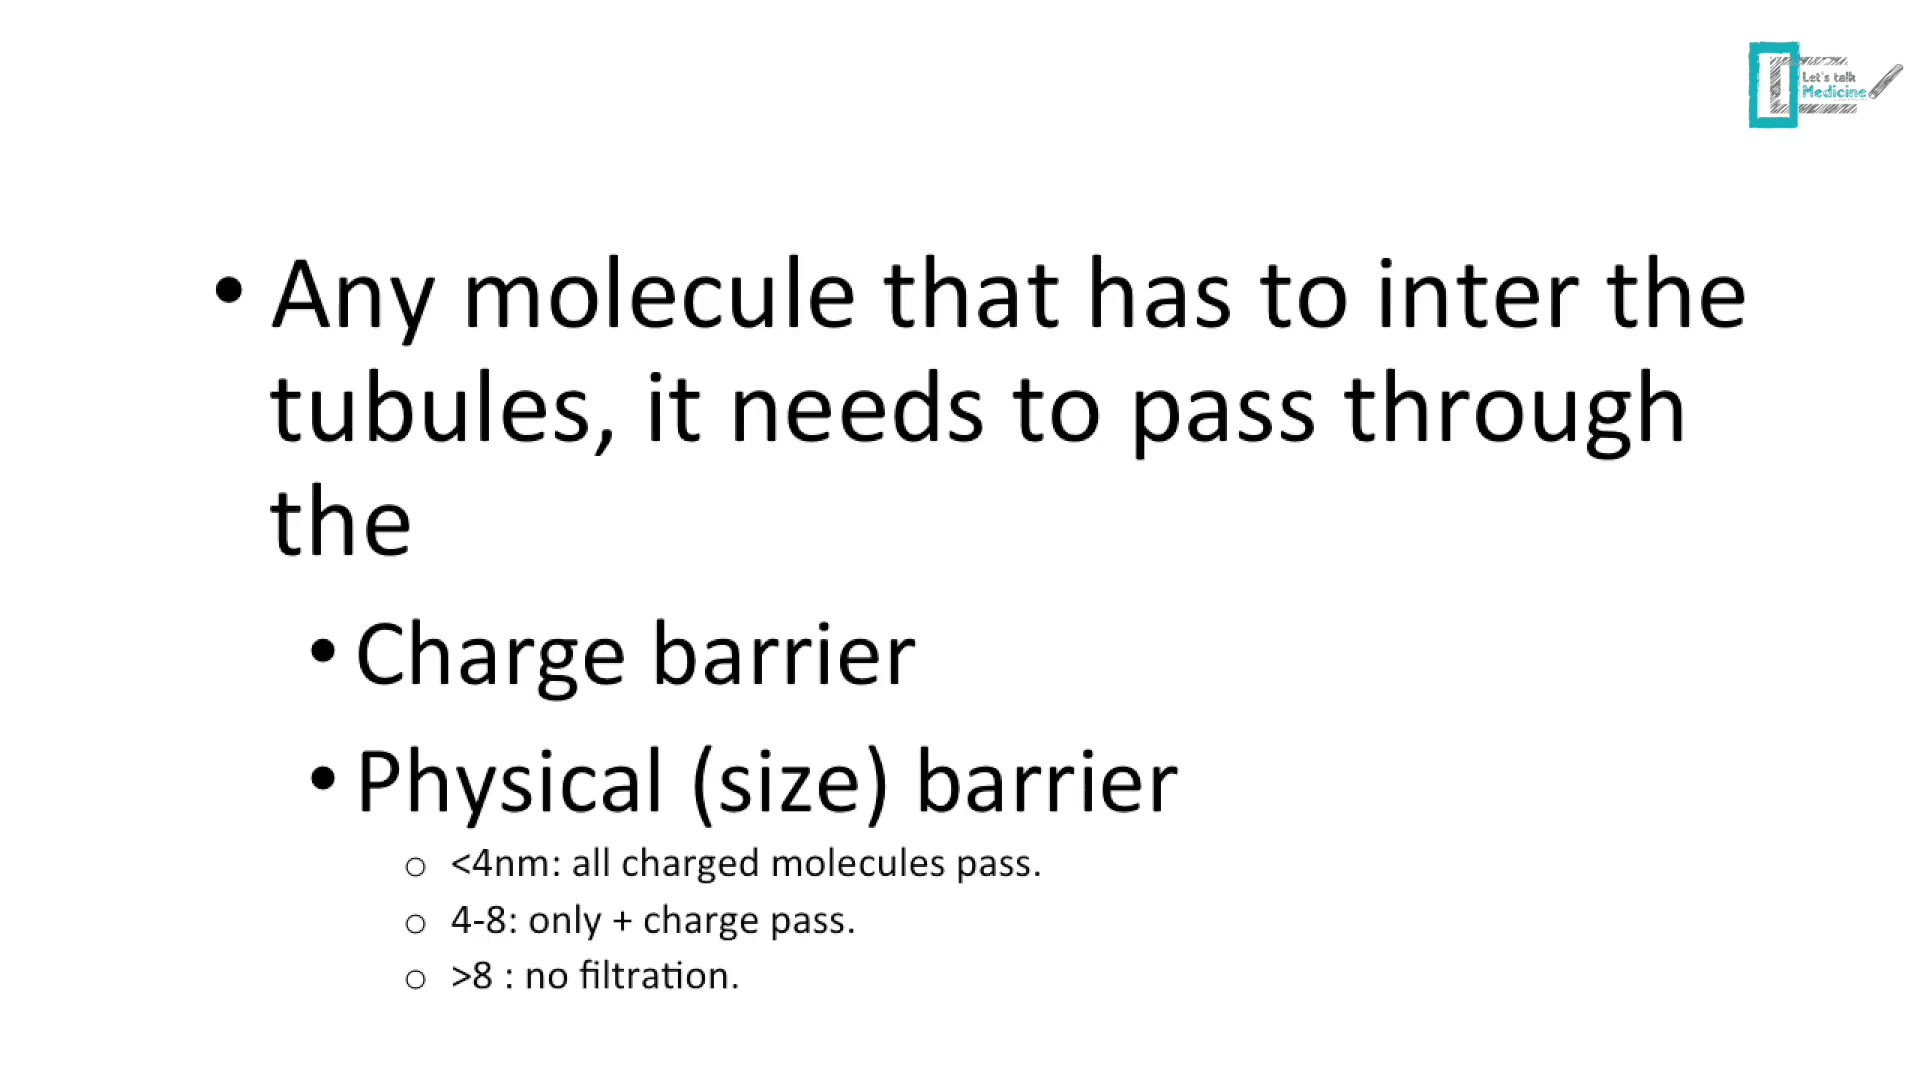 Let's talk
Medicine
• Any molecule that has to inter the
tubules, it needs to pass through
the
• Charge barrier
• Physical (size) barrier
o <4nm: all charged molecules pass.
o 4-8: only + charge pass.
o >8 : no filtration.